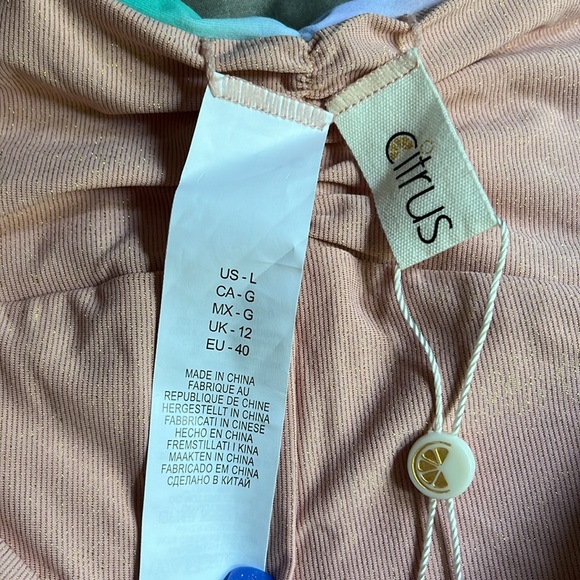 citrus
US - L
CA - G
MX - G
UK - 12
EU - 40
MADE IN CHINA
FABRIQUE AU
REPUBLIQUE DE CHINE
HERGESTELLT IN CHINA
FABBRICATI IN CINESE
HECHO EN CHINA
FREMSTILLATI I KINA
MAAKTEN IN CHINA
FABRICADO EM CHINA
СДЕЛАНО В КИТАЙ